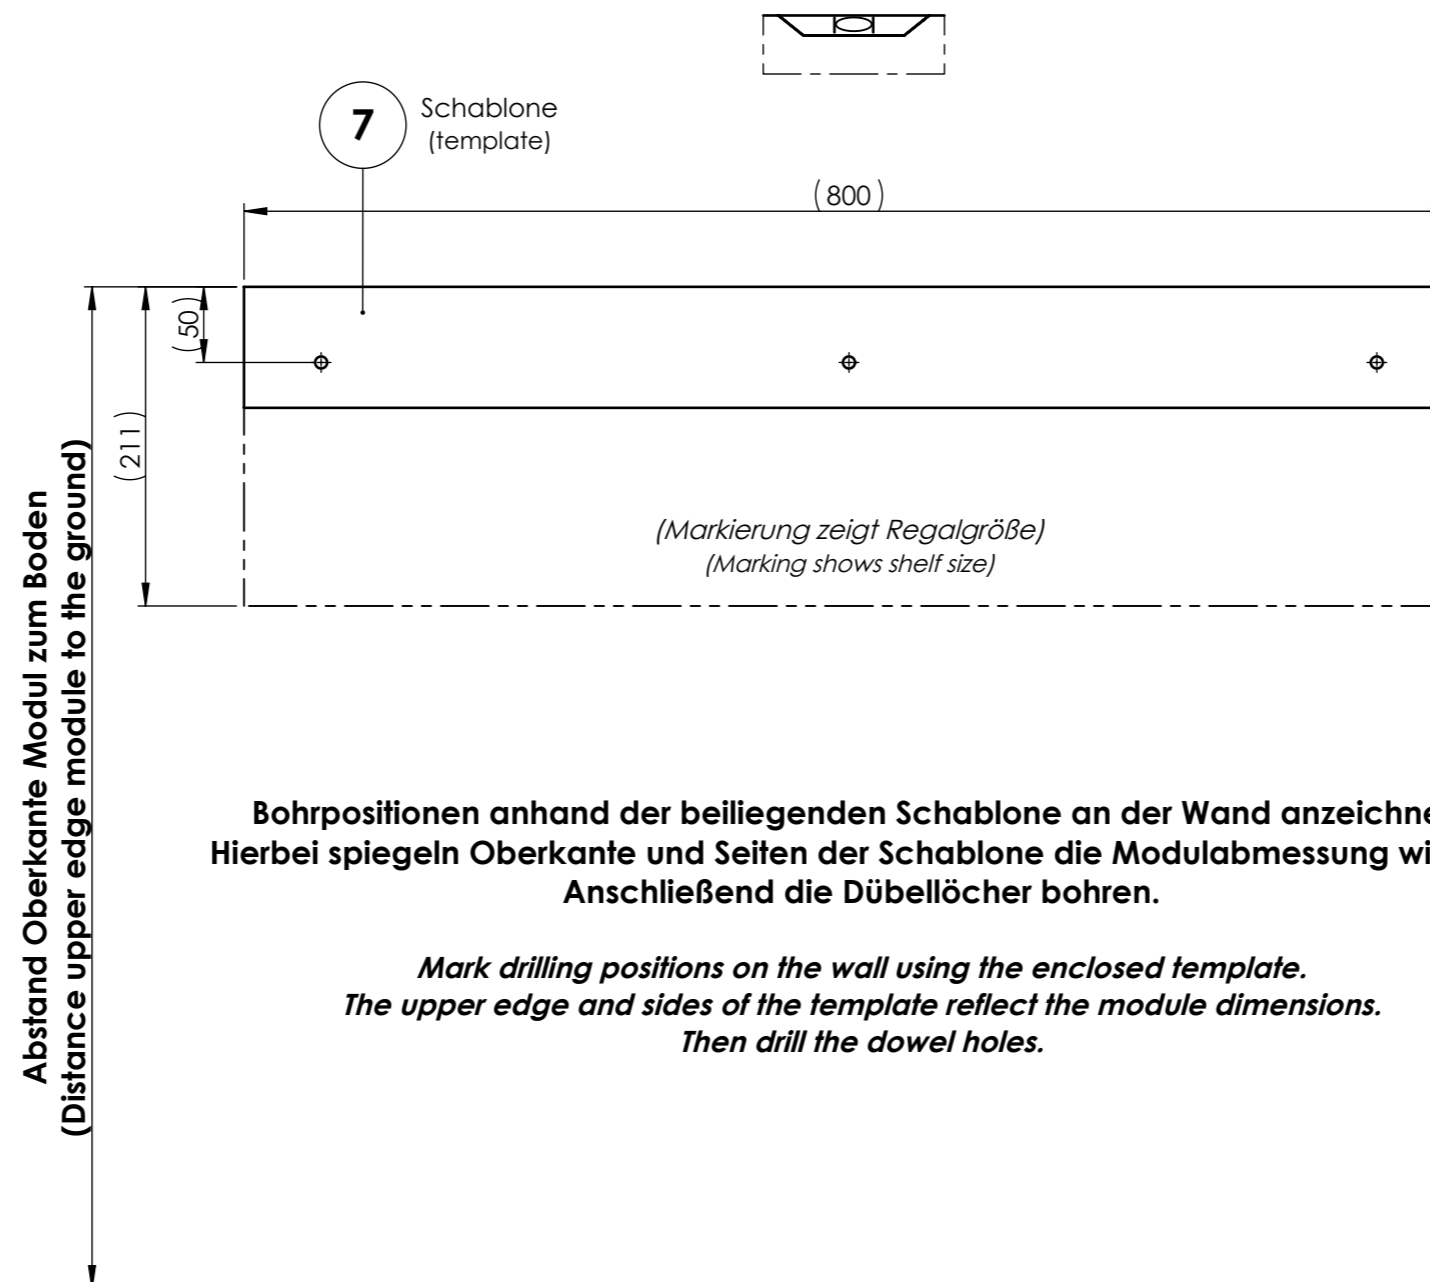 7
Schablone
(template)
(800)
(50)
(211)
Abstand Oberkante Modul zum Boden
(Distance upper edge module to the ground)
(Markierung zeigt Regalgröße)
(Marking shows shelf size)
Bohrpositionen anhand der beiliegenden Schablone an der Wand anzeichne
Hierbei spiegeln Oberkante und Seiten der Schablone die Modulabmessung wi
Anschließend die Dübellöcher bohren.
Mark drilling positions on the wall using the enclosed template.
The upper edge and sides of the template reflect the module dimensions.
Then drill the dowel holes.